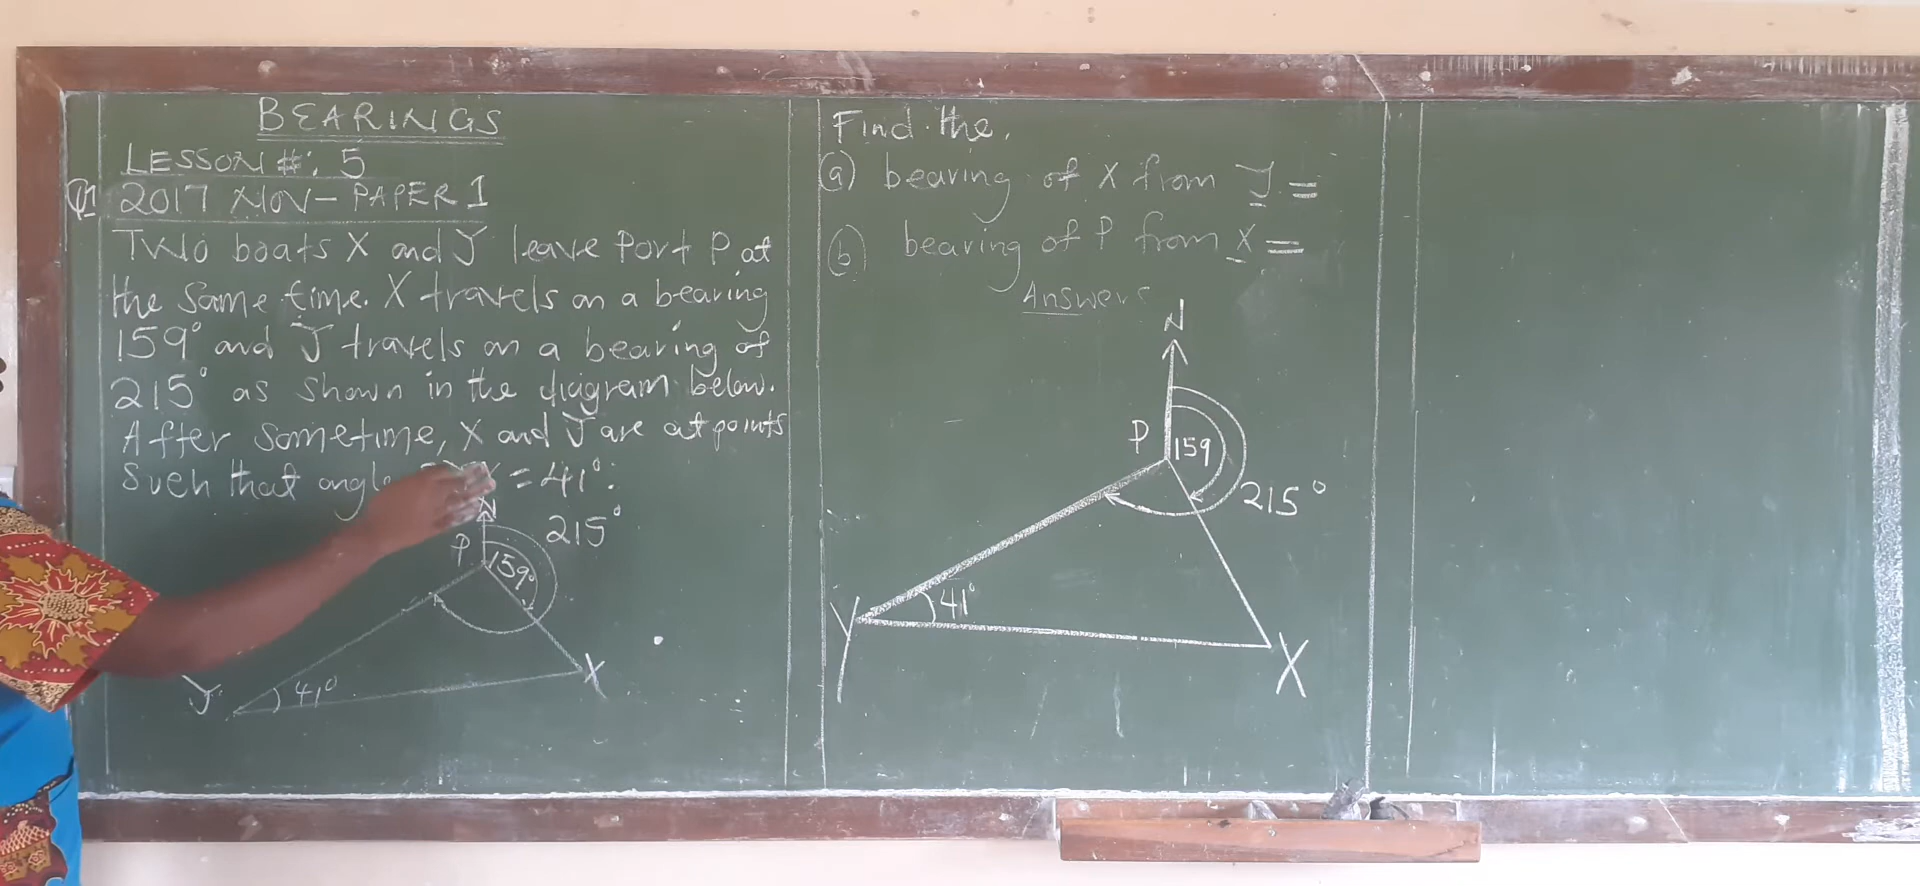 BEARINGS
LESSON #: 5
Q1 2017 NOV - PAPER 1
Two boats X and Y leave Port P at
the same time. X travels on a bearing
159° and Y travels on a bearing of
215° as shown in the diagram below.
After sometime, X and Y are at points
Such that angle = 41°:
N
215°
P
159°
Y
41°
X
Find the,
(a) bearing of X from Y =
(b) bearing of P from X =
Answers
N
P
159
215°
Y
41°
X